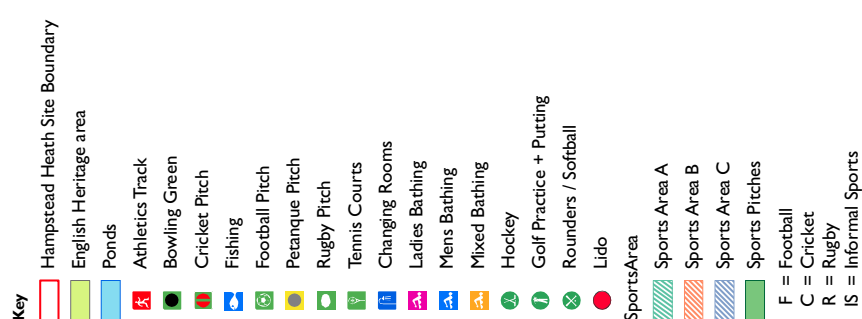 Key
Hampstead Heath Site Boundary
English Heritage area
Ponds
Athletics Track
Bowling Green
Cricket Pitch
Fishing
Football Pitch
Petanque Pitch
Rugby Pitch
Tennis Courts
Changing Rooms
Ladies Bathing
Mens Bathing
Mixed Bathing
Hockey
Golf Practice + Putting
Rounders / Softball
Lido
SportsArea
Sports Area A
Sports Area B
Sports Area C
Sports Pitches
F = Football
C = Cricket
R = Rugby
IS = Informal Sports